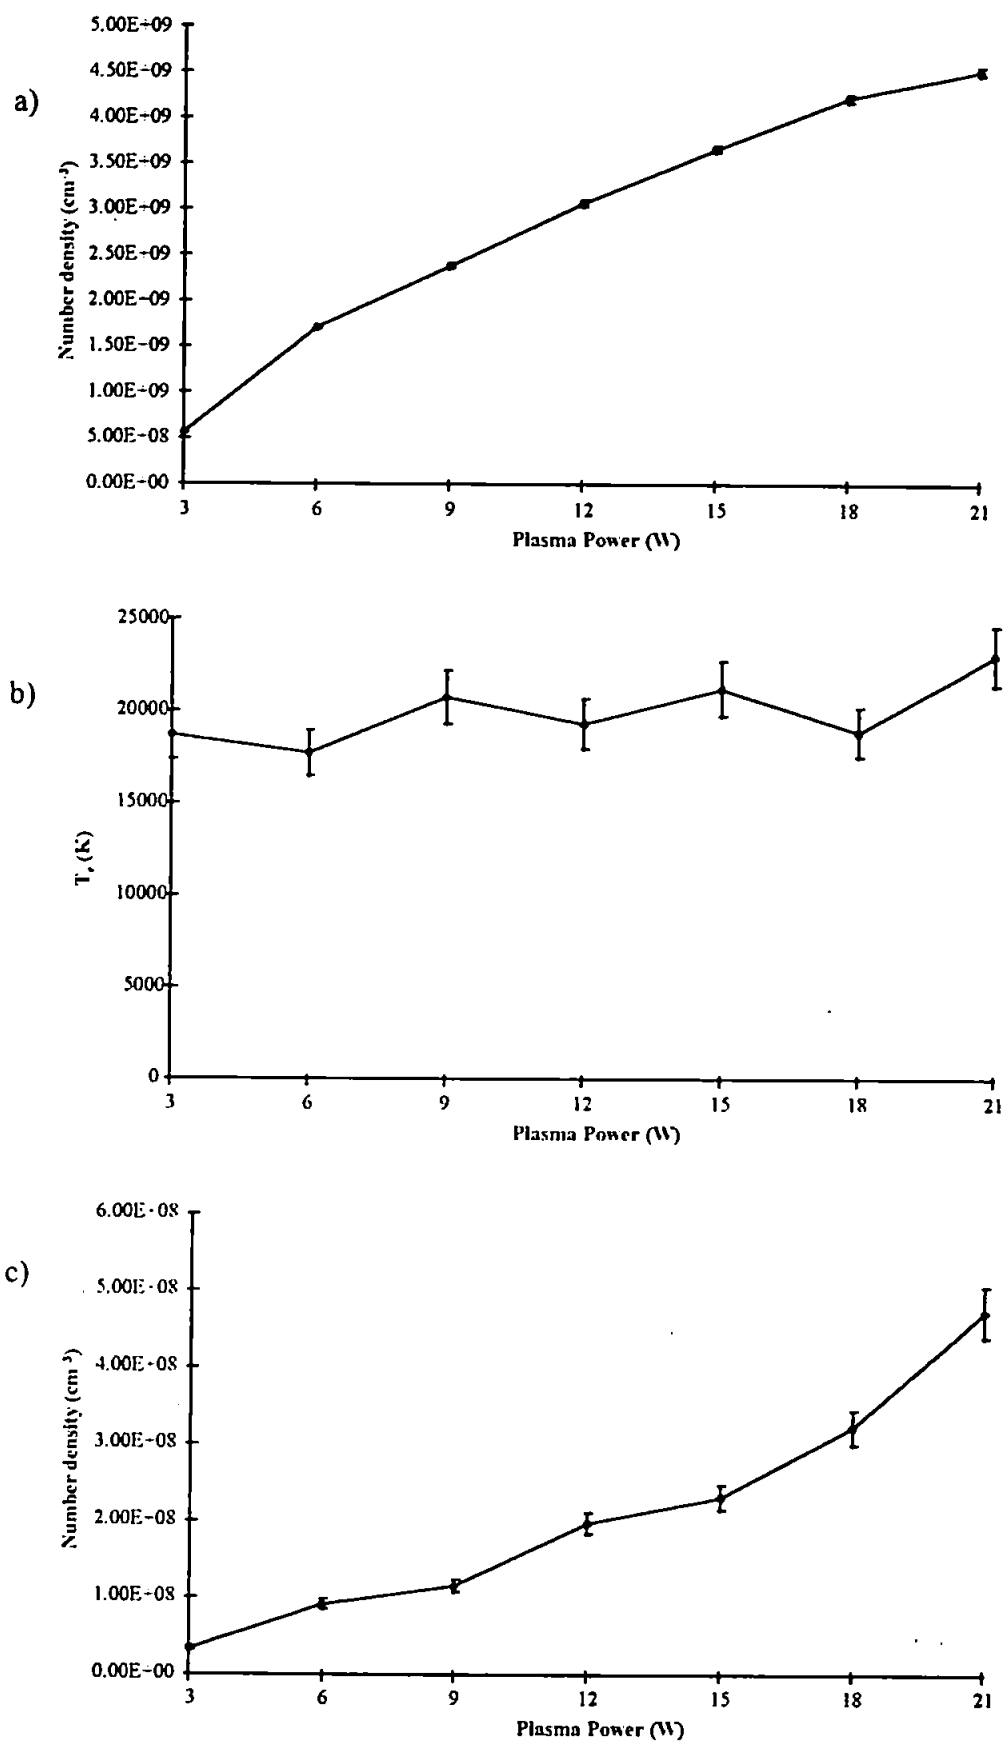 a)
5.00E+09
4.50E+09
4.00E+09
3.50E+09
3.00E+09
2.50E+09
2.00E+09
1.50E+09
1.00E+09
5.00E+08
0.00E+00
Number density (cm⁻³)
3 6 9 12 15 18 21
Plasma Power (W)
b)
25000
20000
15000
10000
5000
0
Tₑ (K)
3 6 9 12 15 18 21
Plasma Power (W)
c)
6.00E+08
5.00E+08
4.00E+08
3.00E+08
2.00E+08
1.00E+08
0.00E+00
Number density (cm⁻³)
3 6 9 12 15 18 21
Plasma Power (W)